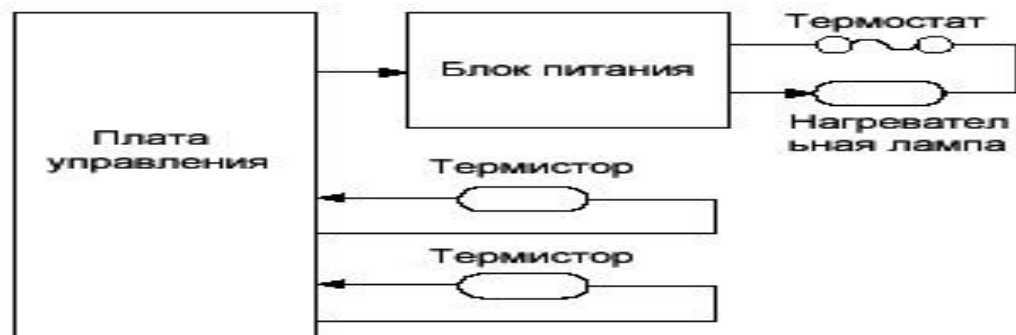 Термостат
Блок питания
Нагревател
ьная лампа
Плата
управления
Термистор
Термистор